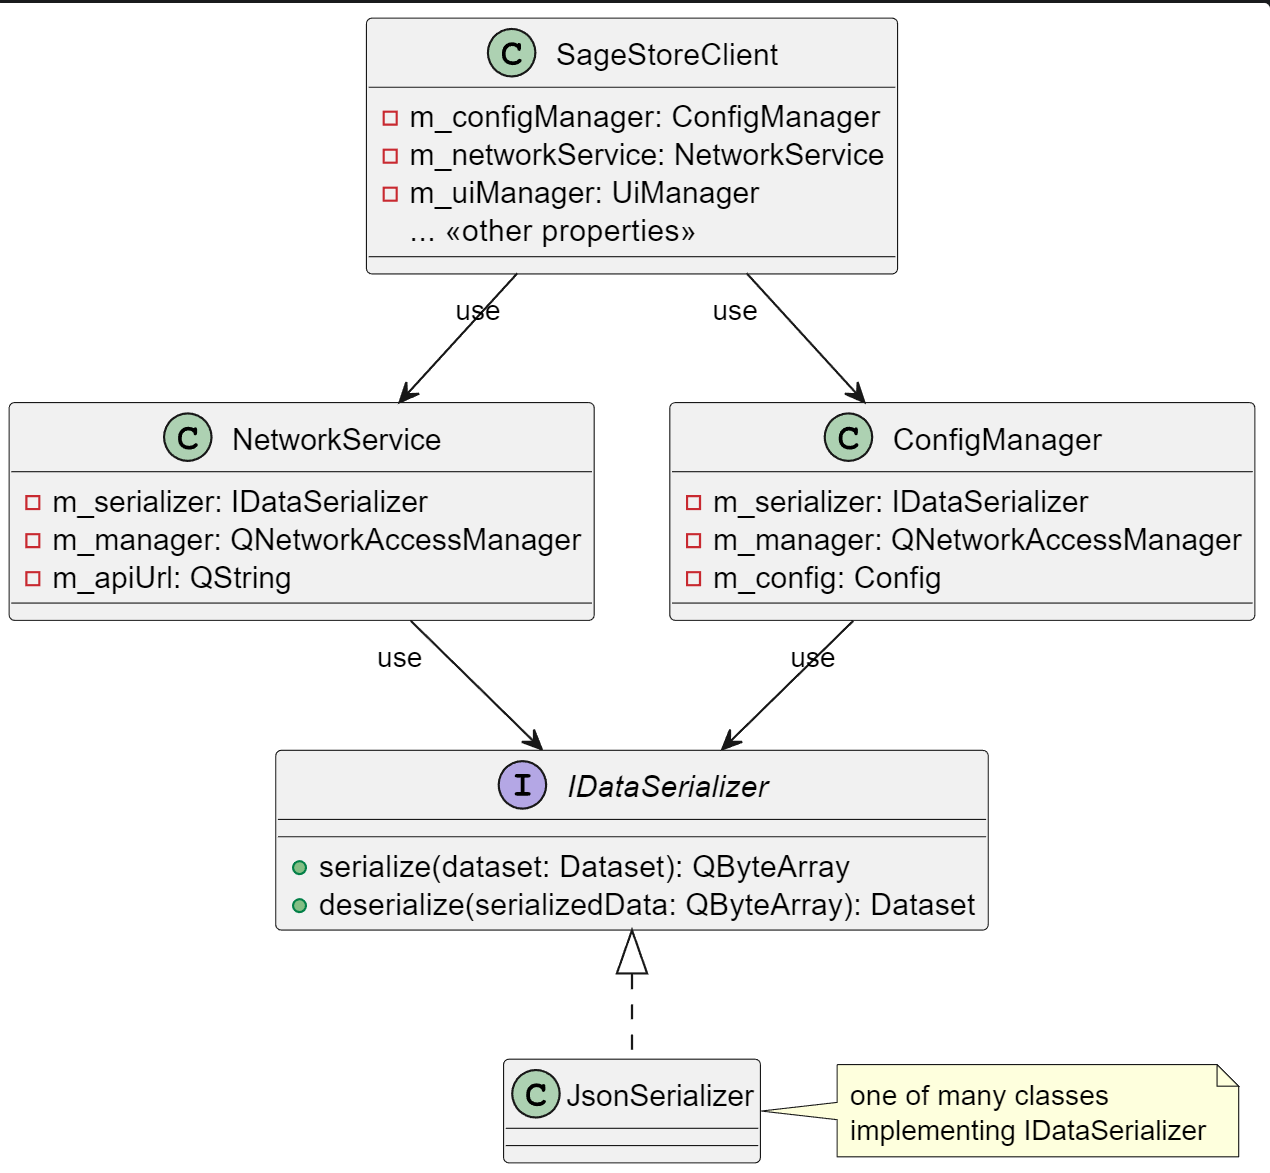 C SageStoreClient
m_configManager: ConfigManager
m_networkService: NetworkService
m_uiManager: UiManager
... «other properties»
use
use
C NetworkService
m_serializer: IDataSerializer
m_manager: QNetworkAccessManager
m_apiUrl: QString
C ConfigManager
m_serializer: IDataSerializer
m_manager: QNetworkAccessManager
m_config: Config
use
use
I IDataSerializer
serialize(dataset: Dataset): QByteArray
deserialize(serializedData: QByteArray): Dataset
C JsonSerializer
one of many classes
implementing IDataSerializer